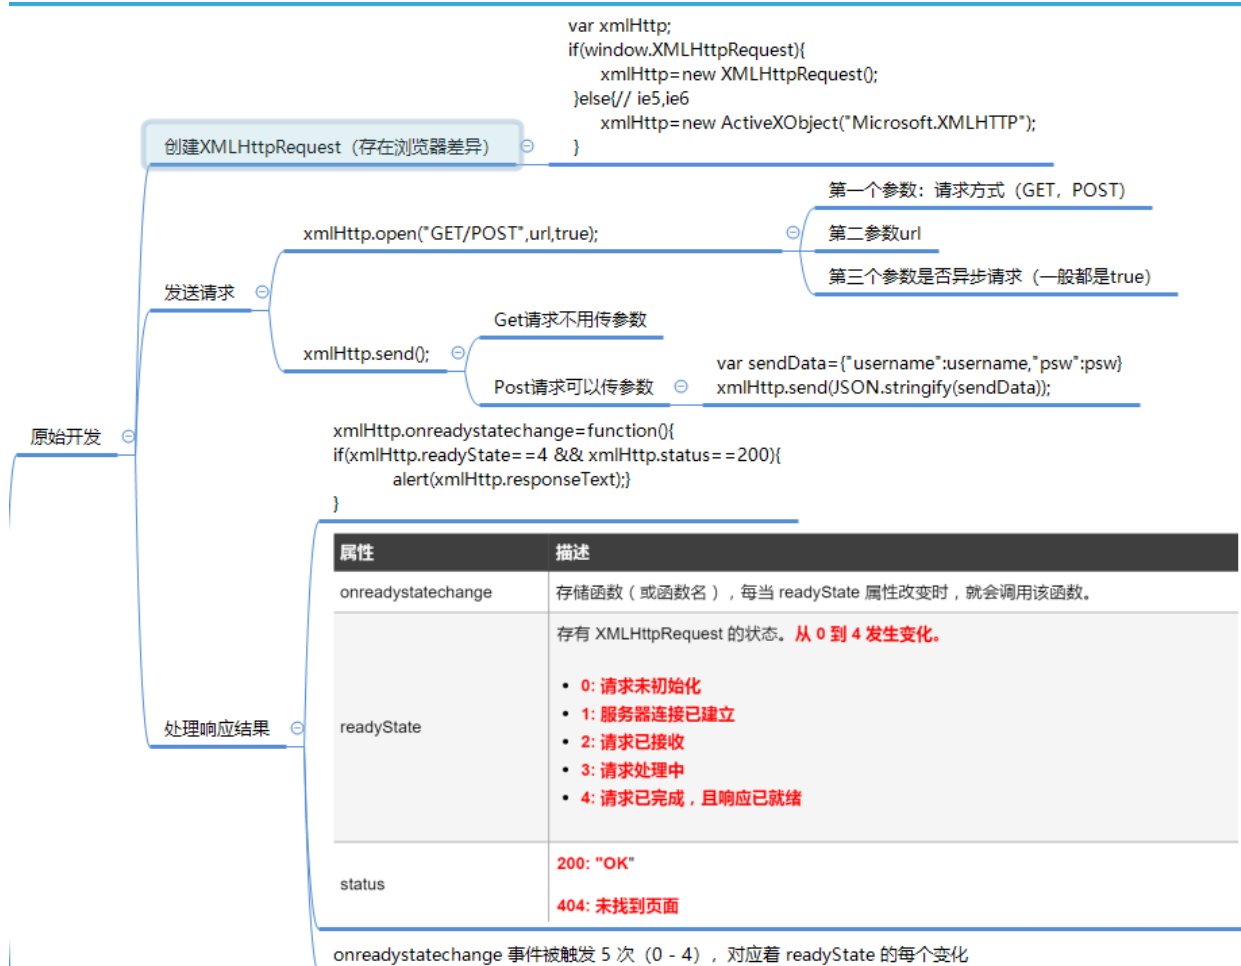 var xmlHttp;
if(window.XMLHttpRequest){
xmlHttp=new XMLHttpRequest();
}else{// ie5,ie6
xmlHttp=new ActiveXObject("Microsoft.XMLHTTP");
}
创建XMLHttpRequest（存在浏览器差异）
第一个参数：请求方式（GET，POST）
xmlHttp.open("GET/POST",url,true);
第二参数url
第三个参数是否异步请求（一般都是true）
发送请求
Get请求不用传参数
xmlHttp.send();
var sendData={"username":username,"psw":psw}
Post请求可以传参数
xmlHttp.send(JSON.stringify(sendData));
原始开发
xmlHttp.onreadystatechange=function(){
if(xmlHttp.readyState==4 && xmlHttp.status==200){
alert(xmlHttp.responseText);}
}
处理响应结果
属性 描述
onreadystatechange 存储函数（或函数名），每当 readyState 属性改变时，就会调用该函数。
readyState
存有 XMLHttpRequest 的状态。从 0 到 4 发生变化。
• 0: 请求未初始化
• 1: 服务器连接已建立
• 2: 请求已接收
• 3: 请求处理中
• 4: 请求已完成，且响应已就绪
status
200: "OK"
404: 未找到页面
onreadystatechange 事件被触发 5 次（0 - 4），对应着 readyState 的每个变化